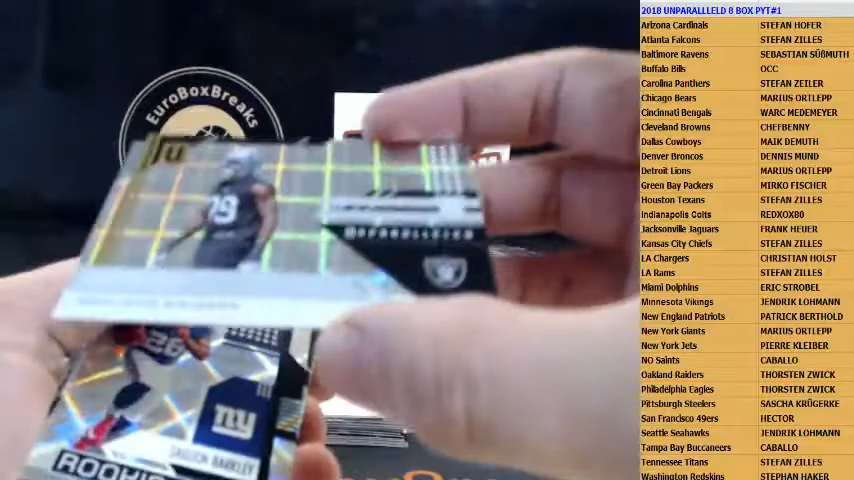 2018 UNPARALLLELD 8 BOX PYT#1
Arizona Cardinals STEFAN HOFER
Atlanta Falcons STEFAN ZILLES
Baltimore Ravens SEBASTIAN SÜßMUTH
Buffalo Bills OCC
Carolina Panthers STEFAN ZEILER
Chicago Bears MARIUS ORTLEPP
Cincinnati Bengals WARC MEDEMEYER
Cleveland Browns CHEFBENNY
Dallas Cowboys MAIK DEMUTH
Denver Broncos DENNIS MUND
Detroit Lions MARIUS ORTLEPP
Green Bay Packers MIRKO FISCHER
Houston Texans STEFAN ZILLES
Indianapolis Colts REDXOX80
Jacksonville Jaguars FRANK HEUER
Kansas City Chiefs STEFAN ZILLES
LA Chargers CHRISTIAN HOLST
LA Rams STEFAN ZILLES
Miami Dolphins ERIC STROBEL
Minnesota Vikings JENDRIK LOHMANN
New England Patriots PATRICK BERTHOLD
New York Giants MARIUS ORTLEPP
New York Jets PIERRE KLEIBER
NO Saints CABALLO
Oakland Raiders THORSTEN ZWICK
Philadelphia Eagles THORSTEN ZWICK
Pittsburgh Steelers SASCHA KRÜGERKE
San Francisco 49ers HECTOR
Seattle Seahawks JENDRIK LOHMANN
Tampa Bay Buccaneers CABALLO
Tennessee Titans STEFAN ZILLES
Washington Redskins STEPHAN HAKER
EuroBoxBreaks
U
UNPARALLELED
26
ny
SAQUON BARKLEY
ROOKIE